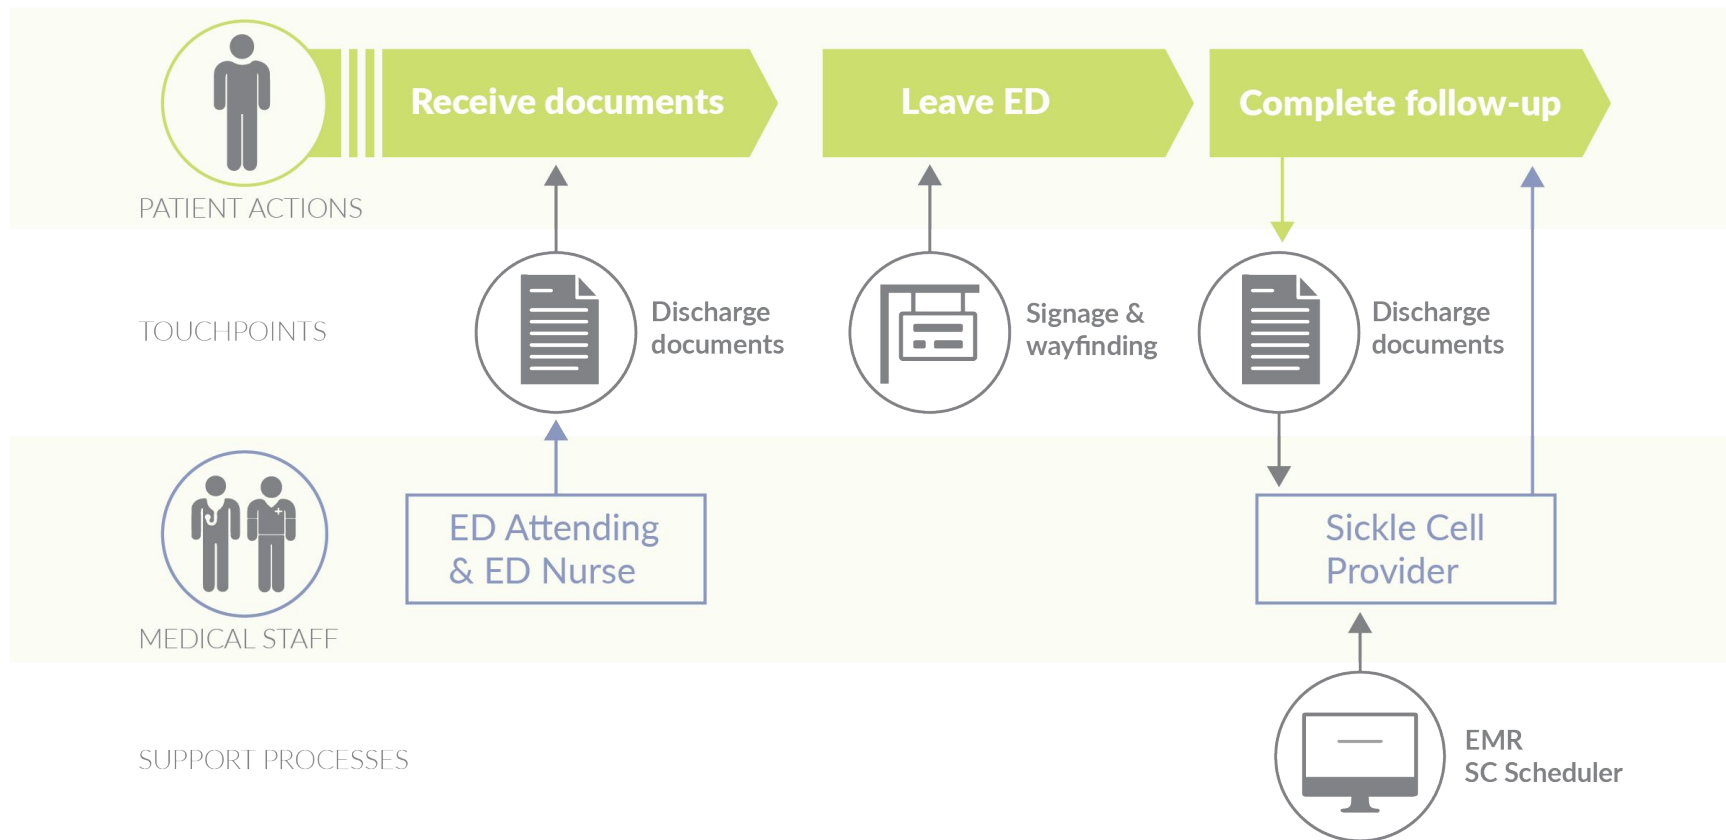 Receive documents
Leave ED
Complete follow-up
PATIENT ACTIONS
TOUCHPOINTS
Discharge
documents
Signage &
wayfinding
Discharge
documents
ED Attending
& ED Nurse
Sickle Cell
Provider
MEDICAL STAFF
SUPPORT PROCESSES
EMR
SC Scheduler